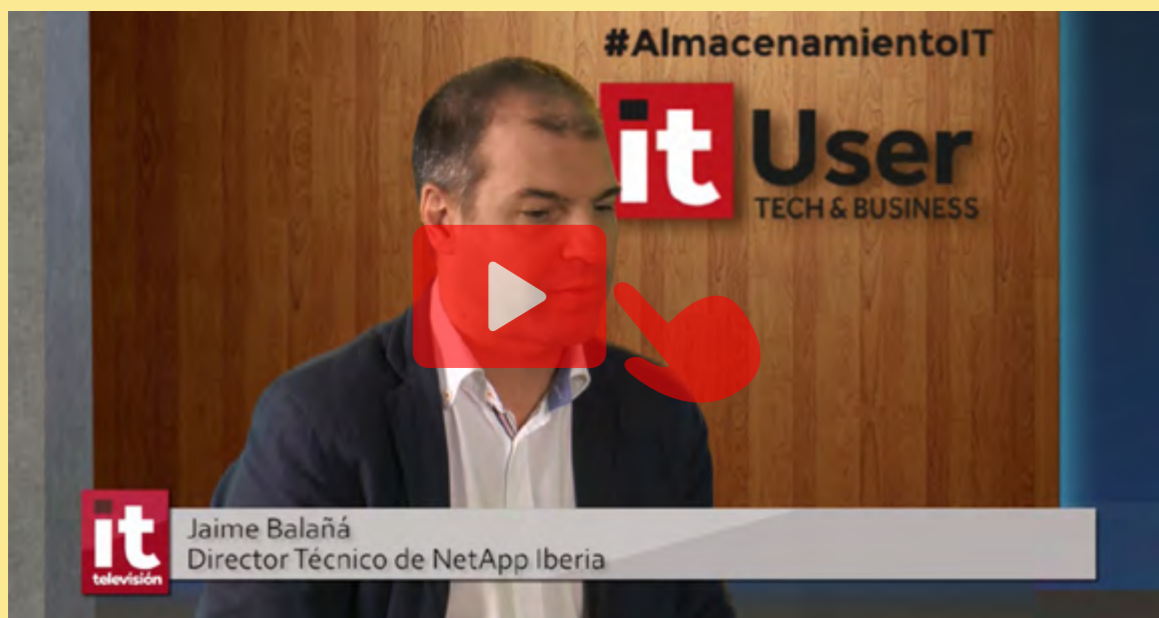 #AlmacenamientoIT
it User
TECH & BUSINESS
it
televisión
Jaime Balañá
Director Técnico de NetApp Iberia